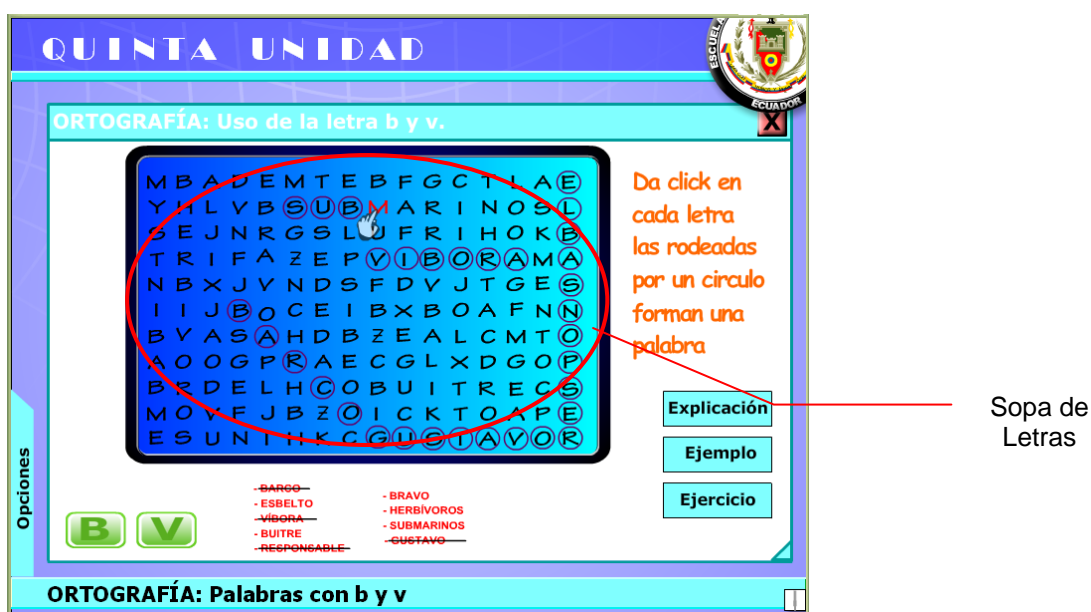 QUINTA UNIDAD
ESCUELA
ECUADOR
ORTOGRAFÍA: Uso de la letra b y v.
X
M B A D E M T E B F G C T L A E
Y H L V B S U B M A R I N O S L
S E J N R G S L U F R I H O K B
T R I F A Z E P V I B O R A M A
N B X J V N D S F D V J T G E S
I I J B O C E I B X B O A F N N
B V A S A H D B Z E A L C M T O
A O O G P R A E C G L X D G O P
B R D E L H C O B U I T R E C S
M O V F J B Z O I C K T O A P E
E S U N I H K C G U S T A V O R
Da click en
cada letra
las rodeadas
por un circulo
forman una
palabra
Explicación
Ejemplo
Ejercicio
Sopa de
Letras
Opciones
B V
- BARCO
- ESBELTO
- VÍBORA
- BUITRE
- RESPONSABLE
- BRAVO
- HERBÍVOROS
- SUBMARINOS
- GUSTAVO
ORTOGRAFÍA: Palabras con b y v